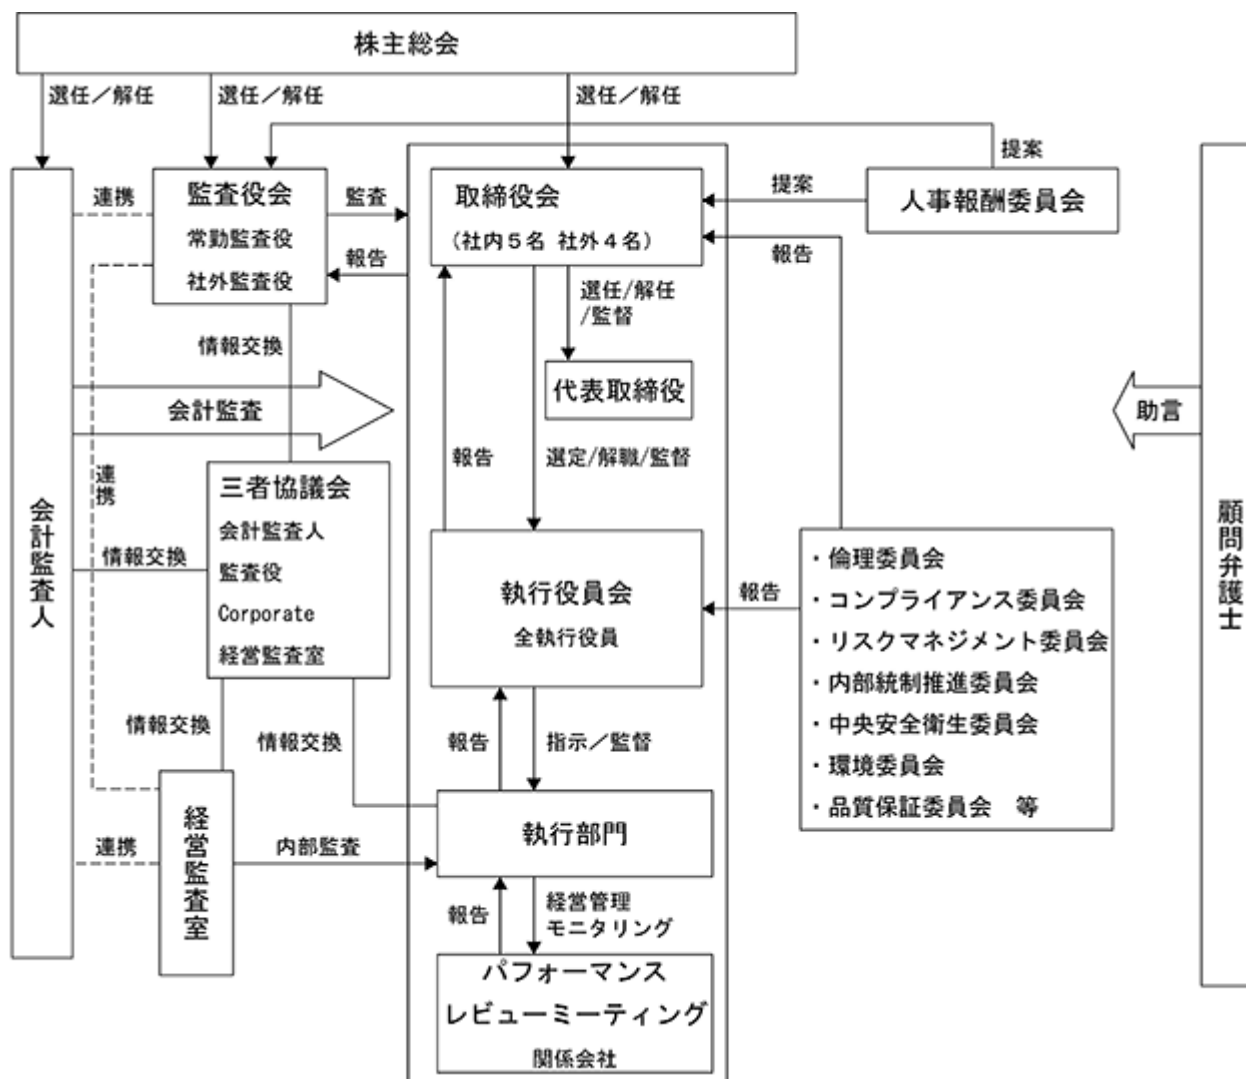 株主総会
選任／解任
選任／解任
選任／解任
提案
監査役会
常勤監査役
社外監査役
連携
監査
報告
取締役会
（社内５名 社外４名）
提案
人事報酬委員会
報告
選任/解任
/監督
情報交換
代表取締役
会計監査
助言
報告
選定/解職/監督
連携
会計監査人
三者協議会
会計監査人
監査役
Corporate
経営監査室
情報交換
執行役員会
全執行役員
報告
・倫理委員会
・コンプライアンス委員会
・リスクマネジメント委員会
・内部統制推進委員会
・中央安全衛生委員会
・環境委員会
・品質保証委員会　等
顧問弁護士
情報交換
情報交換
報告
指示／監督
経営監査室
連携
内部監査
執行部門
報告
経営管理
モニタリング
パフォーマンス
レビューミーティング
関係会社